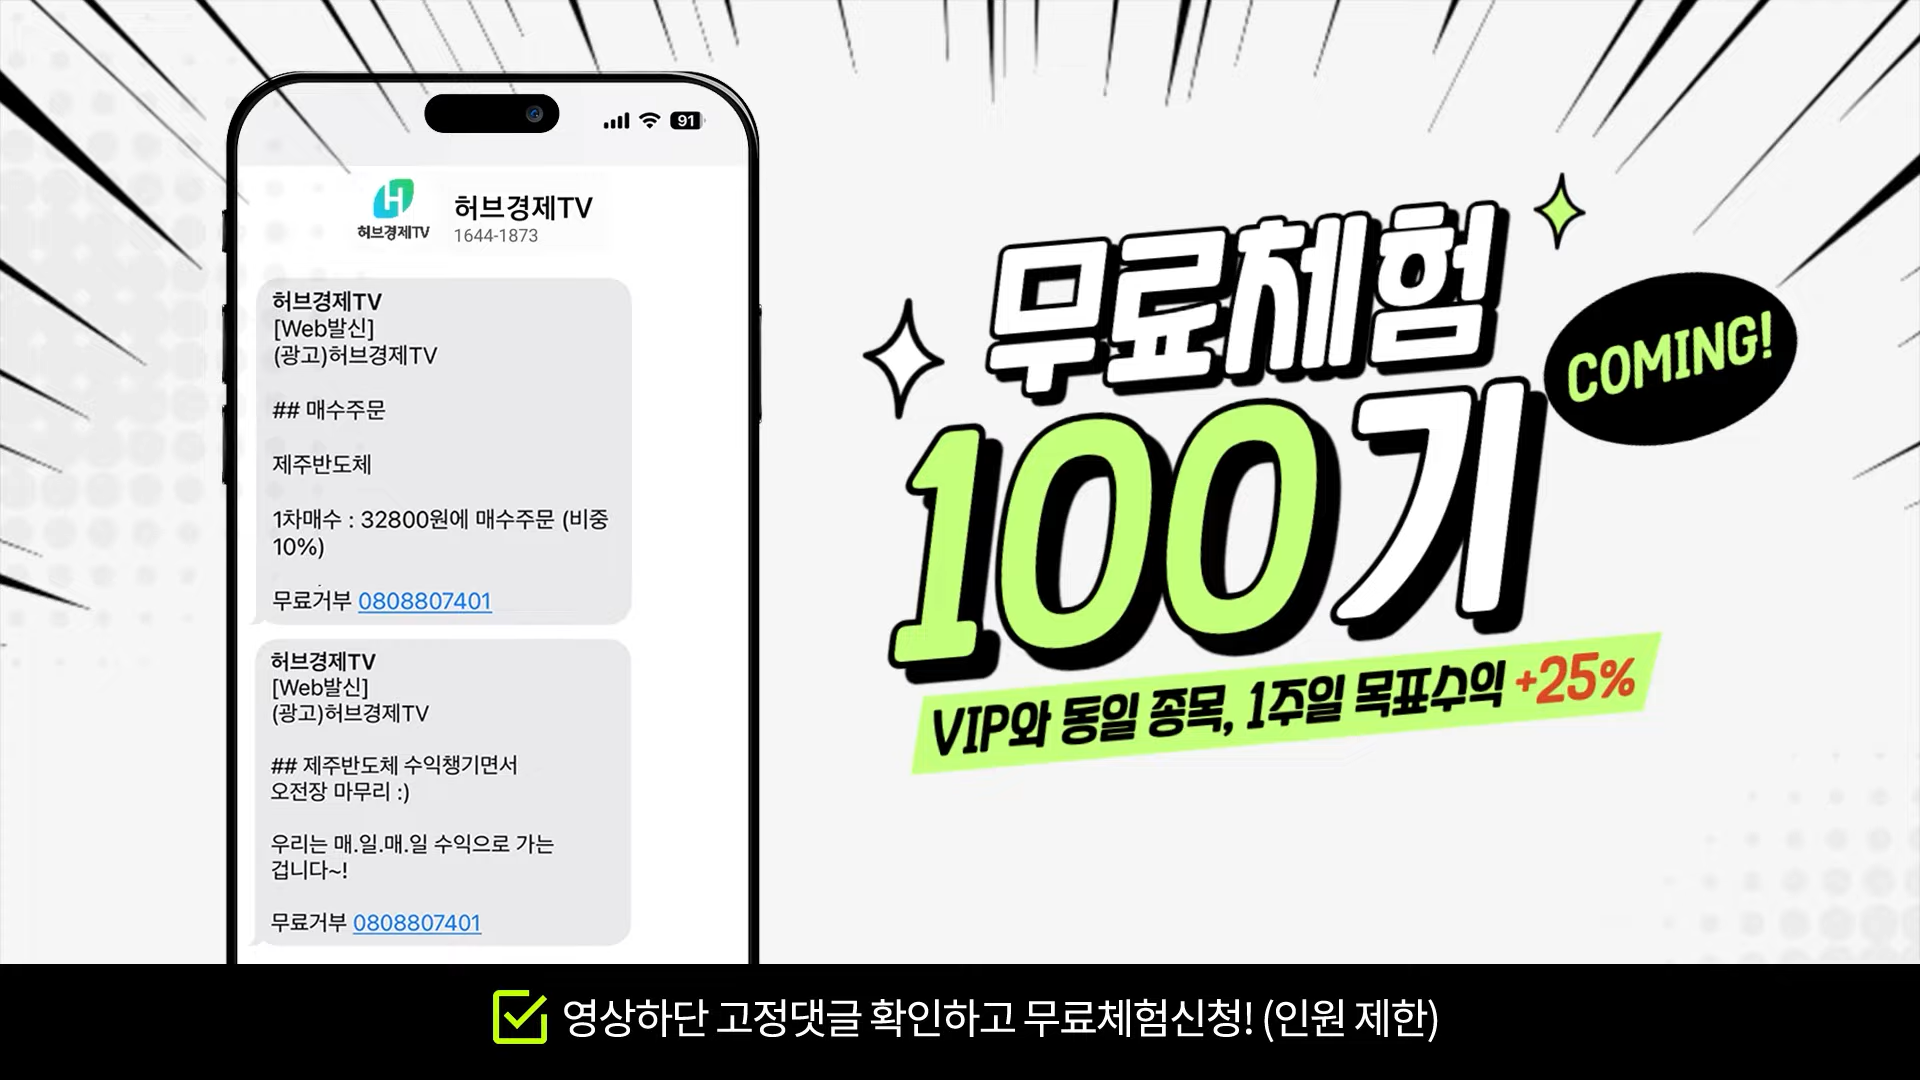 91
허브경제TV
허브경제TV
1644-1873
허브경제TV
[Web발신]
(광고)허브경제TV
## 매수주문
제주반도체
1차매수 : 32800원에 매수주문 (비중
10%)
무료거부 0808807401
허브경제TV
[Web발신]
(광고)허브경제TV
## 제주반도체 수익챙기면서
오전장 마무리 :)
우리는 매.일.매.일 수익으로 가는
겁니다~!
무료거부 0808807401
무료체험
100기
COMING!
VIP와 동일 종목, 1주일 목표수익 +25%
영상하단 고정댓글 확인하고 무료체험신청! (인원 제한)